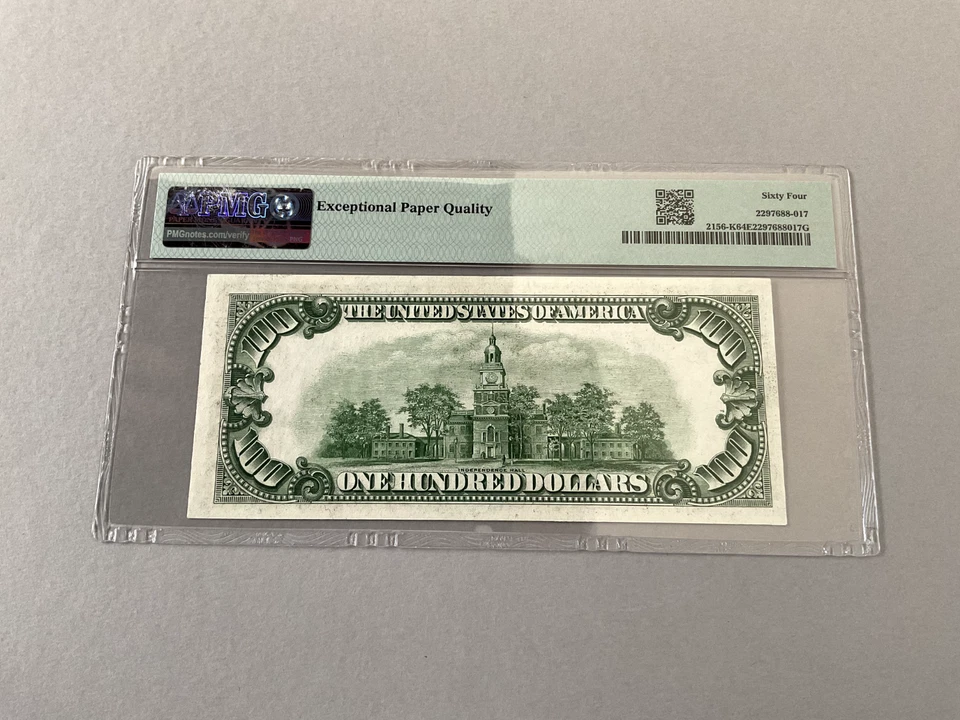 PMG
Exceptional Paper Quality
PMGnotes.com/verify
Sixty Four
2297688-017
2156-K64E2297688017G
THE UNITED STATES OF AMERICA
100 100
INDEPENDENCE HALL
100 100
ONE HUNDRED DOLLARS